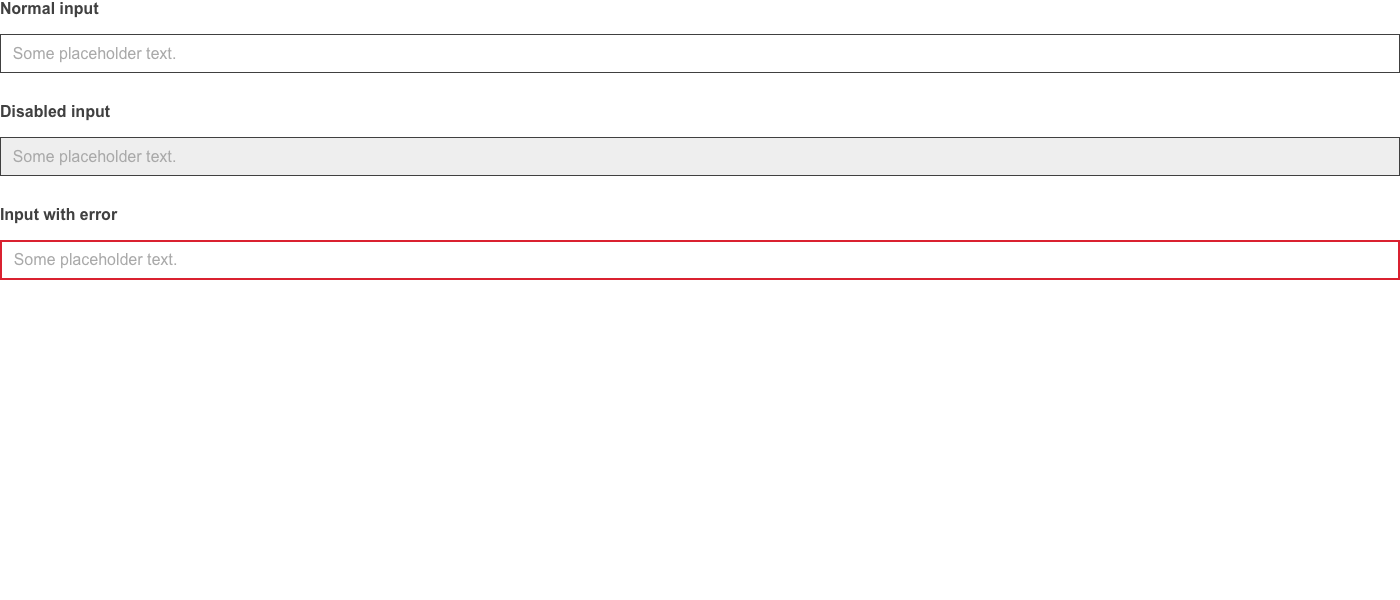 Normal input
Some placeholder text.
Disabled input
Some placeholder text.
Input with error
Some placeholder text.